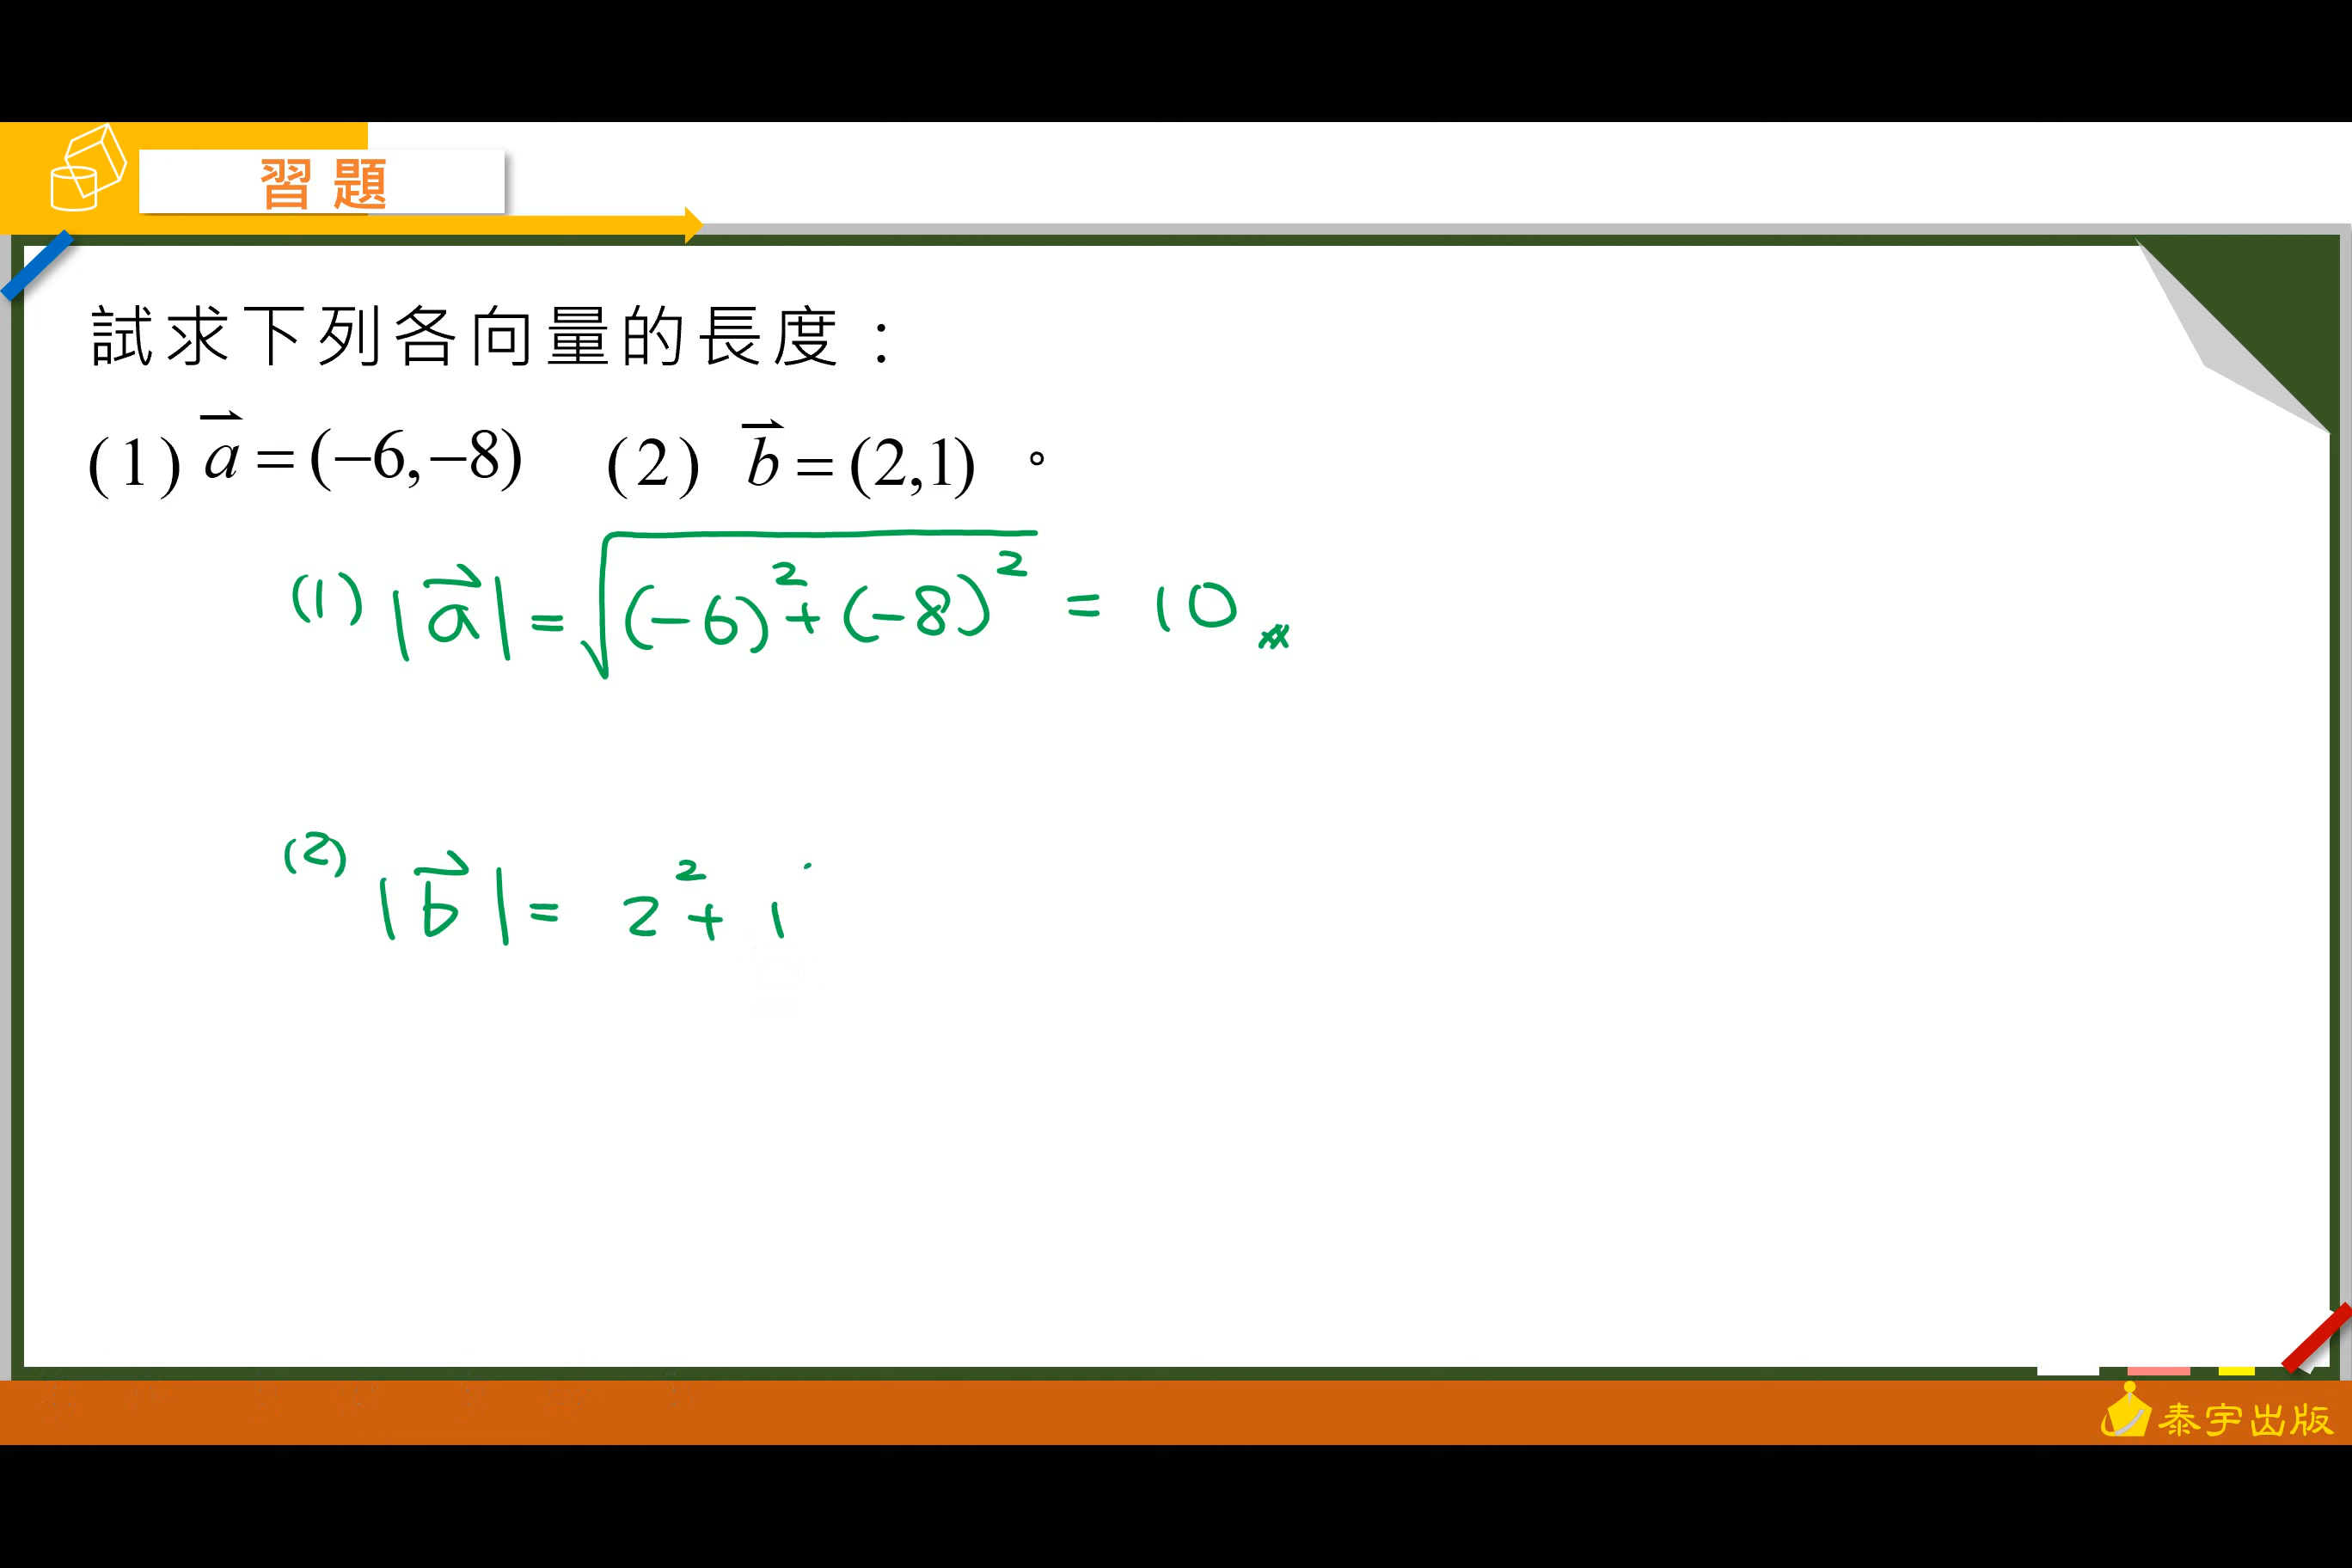 習題
試求下列各向量的長度：
(1) a⃗ = (−6,−8) (2) b⃗ = (2,1) 。
(1) |a⃗| = √((-6)²+(-8)²) = 10
(2) |b⃗| = 2² + 1
泰宇出版